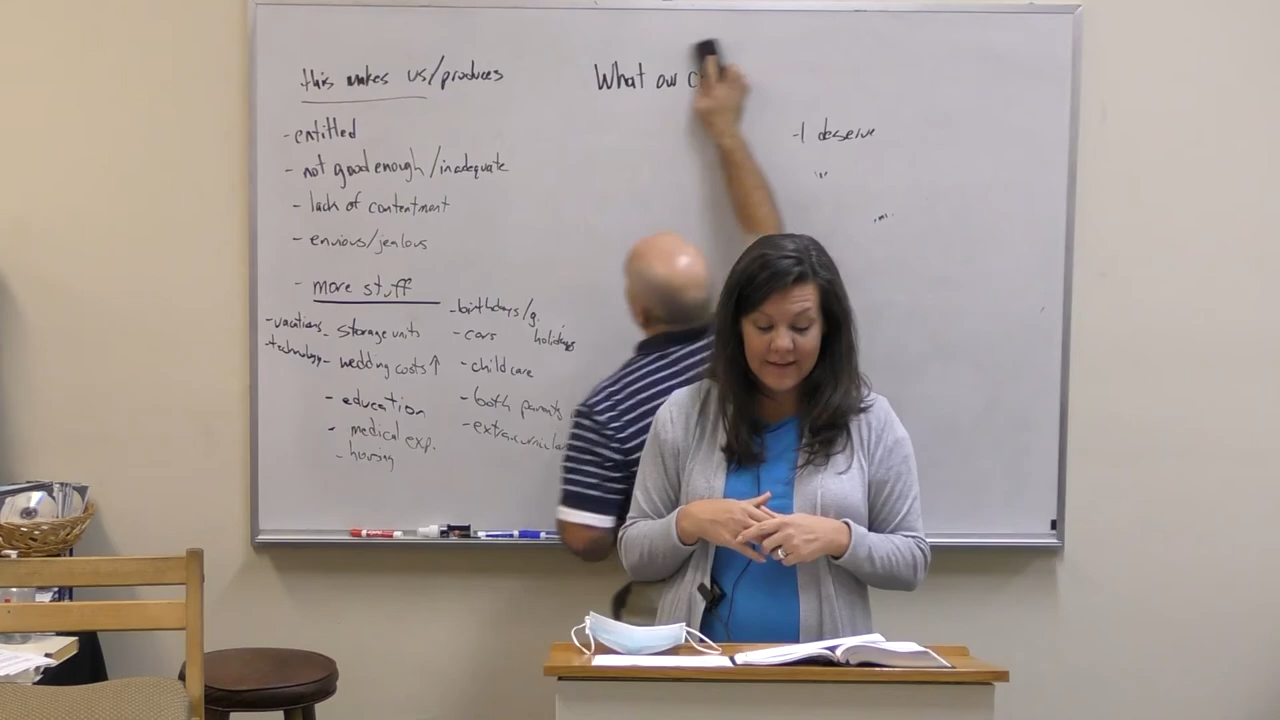 this makes us/produces
- entitled
- not good enough/inadequate
- lack of contentment
- envious/jealous
- more stuff
- vacations
- technology
- storage units
- wedding costs ↑
- education
- medical exp.
- housing
- birthdays/g.
holidays
- cars
- child care
- both parents
- extracurricular
What our c
- I deserve